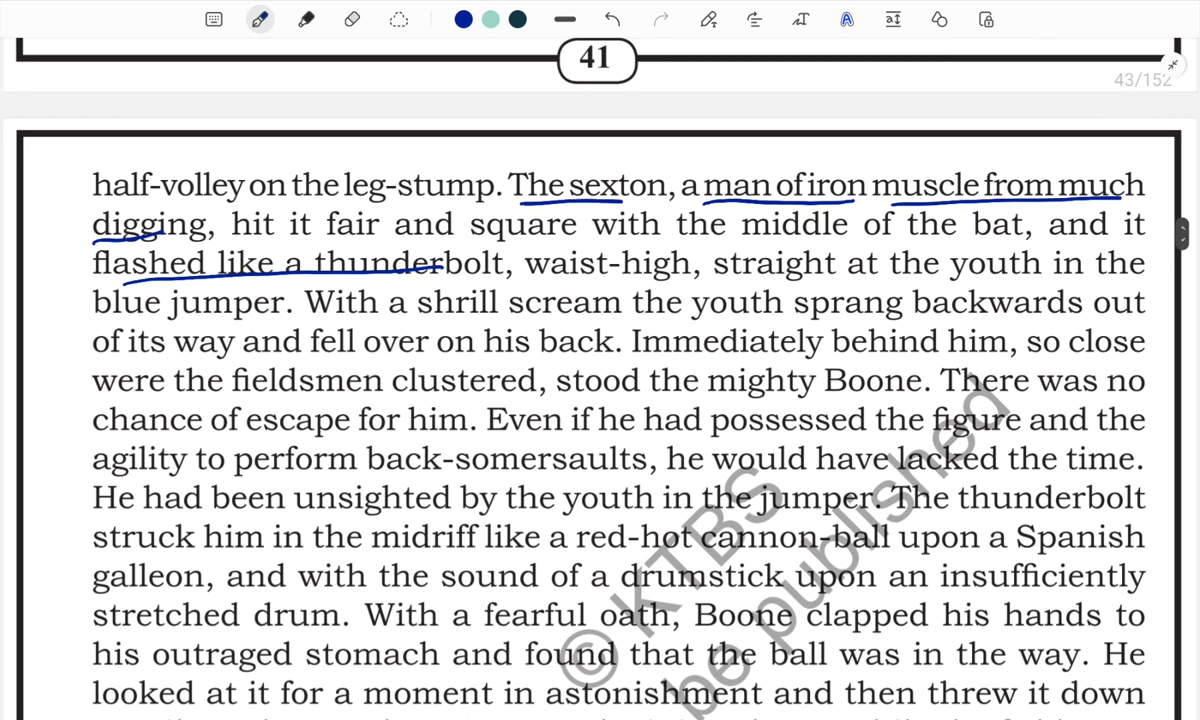 41
43/152
half-volley on the leg-stump. The sexton, a man of iron muscle from much
digging, hit it fair and square with the middle of the bat, and it
flashed like a thunderbolt, waist-high, straight at the youth in the
blue jumper. With a shrill scream the youth sprang backwards out
of its way and fell over on his back. Immediately behind him, so close
were the fieldsmen clustered, stood the mighty Boone. There was no
chance of escape for him. Even if he had possessed the figure and the
agility to perform back-somersaults, he would have lacked the time.
He had been unsighted by the youth in the jumper. The thunderbolt
struck him in the midriff like a red-hot cannon-ball upon a Spanish
galleon, and with the sound of a drumstick upon an insufficiently
stretched drum. With a fearful oath, Boone clapped his hands to
his outraged stomach and found that the ball was in the way. He
looked at it for a moment in astonishment and then threw it down
© KTBS
be published